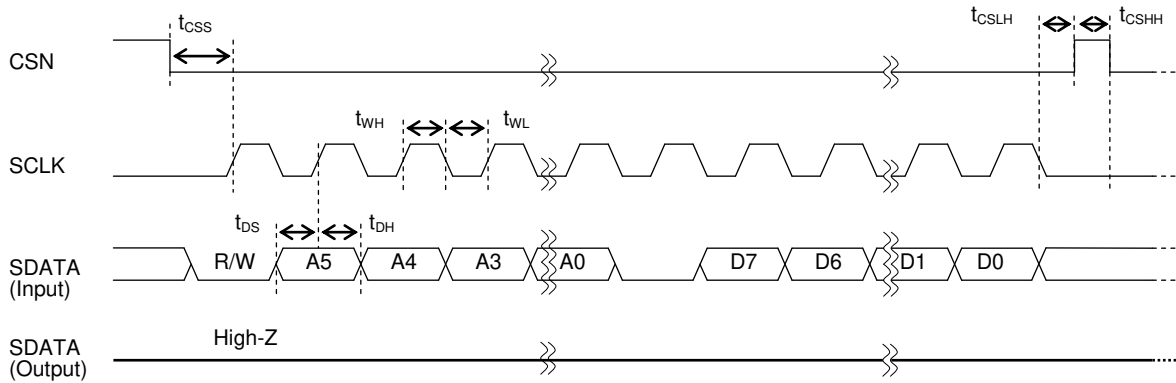 tCSS
tCSLH
tCSHH
CSN
tWH
tWL
SCLK
tDS
tDH
SDATA
(Input)
R/W A5 A4 A3 A0 D7 D6 D1 D0
SDATA
(Output)
High-Z